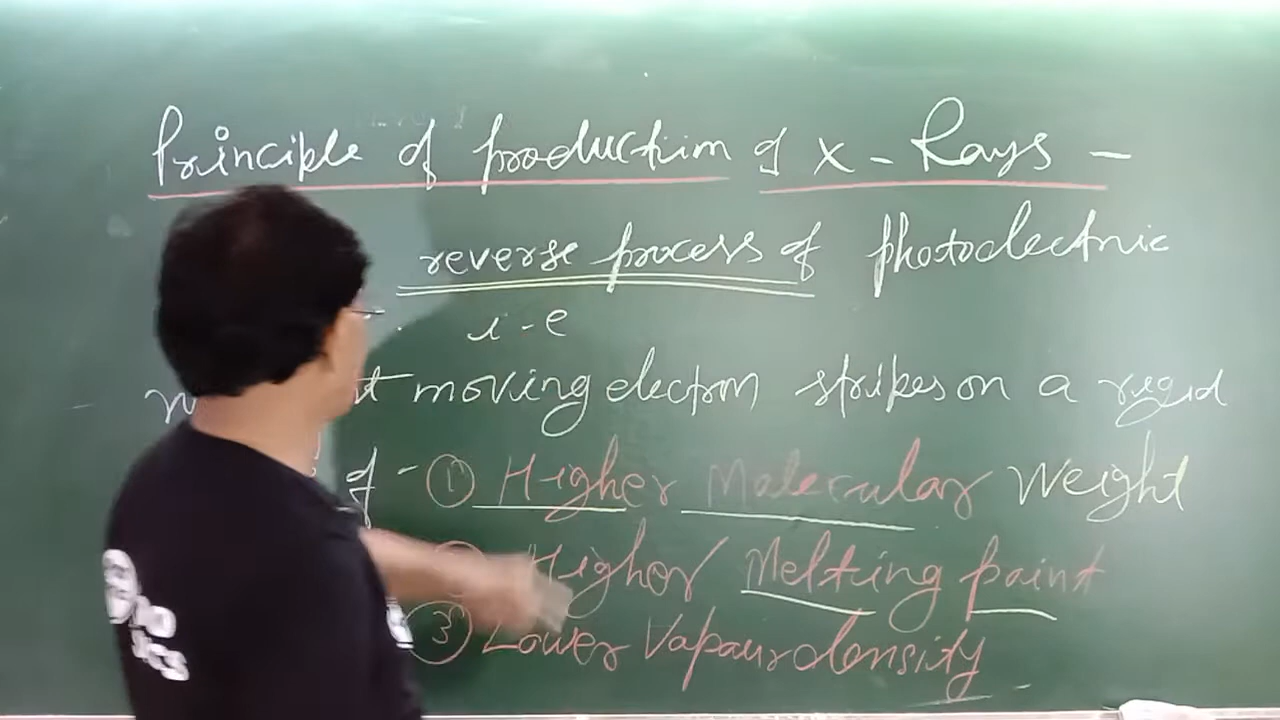 Principle of production of X - Rays -
reverse process of photoelectric
i-e
moving electron strikes on a rigid
of - ① Higher Molecular Weight
Higher Melting point
③ Lower Vapour density